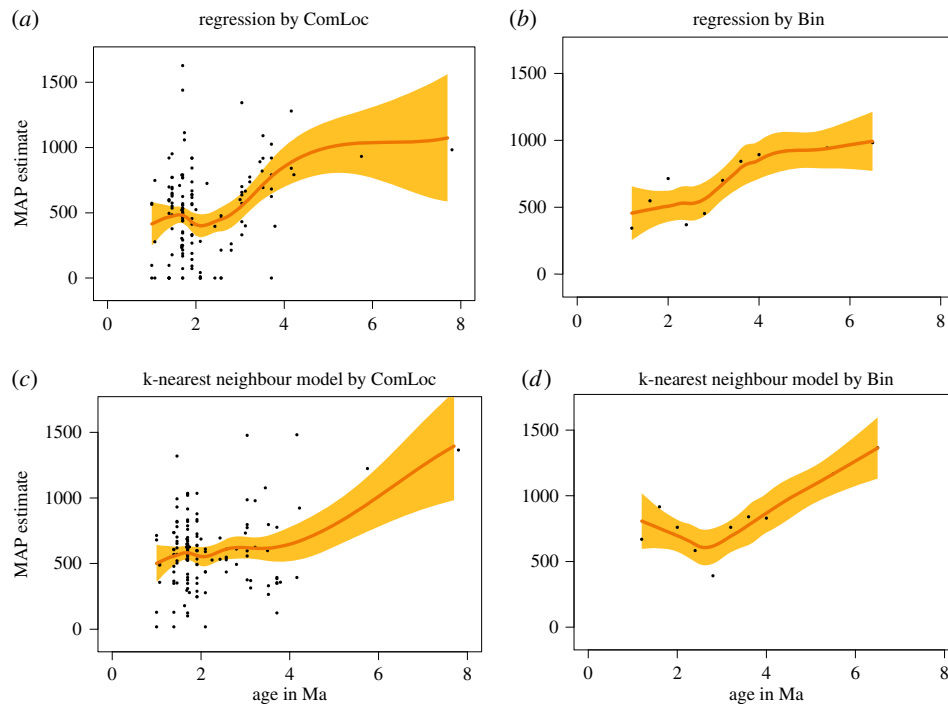 (a) regression by ComLoc
(b) regression by Bin
MAP estimate
1500
1000
500
0
0 2 4 6 8
1500
1000
500
0
0 2 4 6 8
(c) k-nearest neighbour model by ComLoc
(d) k-nearest neighbour model by Bin
MAP estimate
1500
1000
500
0
0 2 4 6 8
age in Ma
1500
1000
500
0
0 2 4 6 8
age in Ma